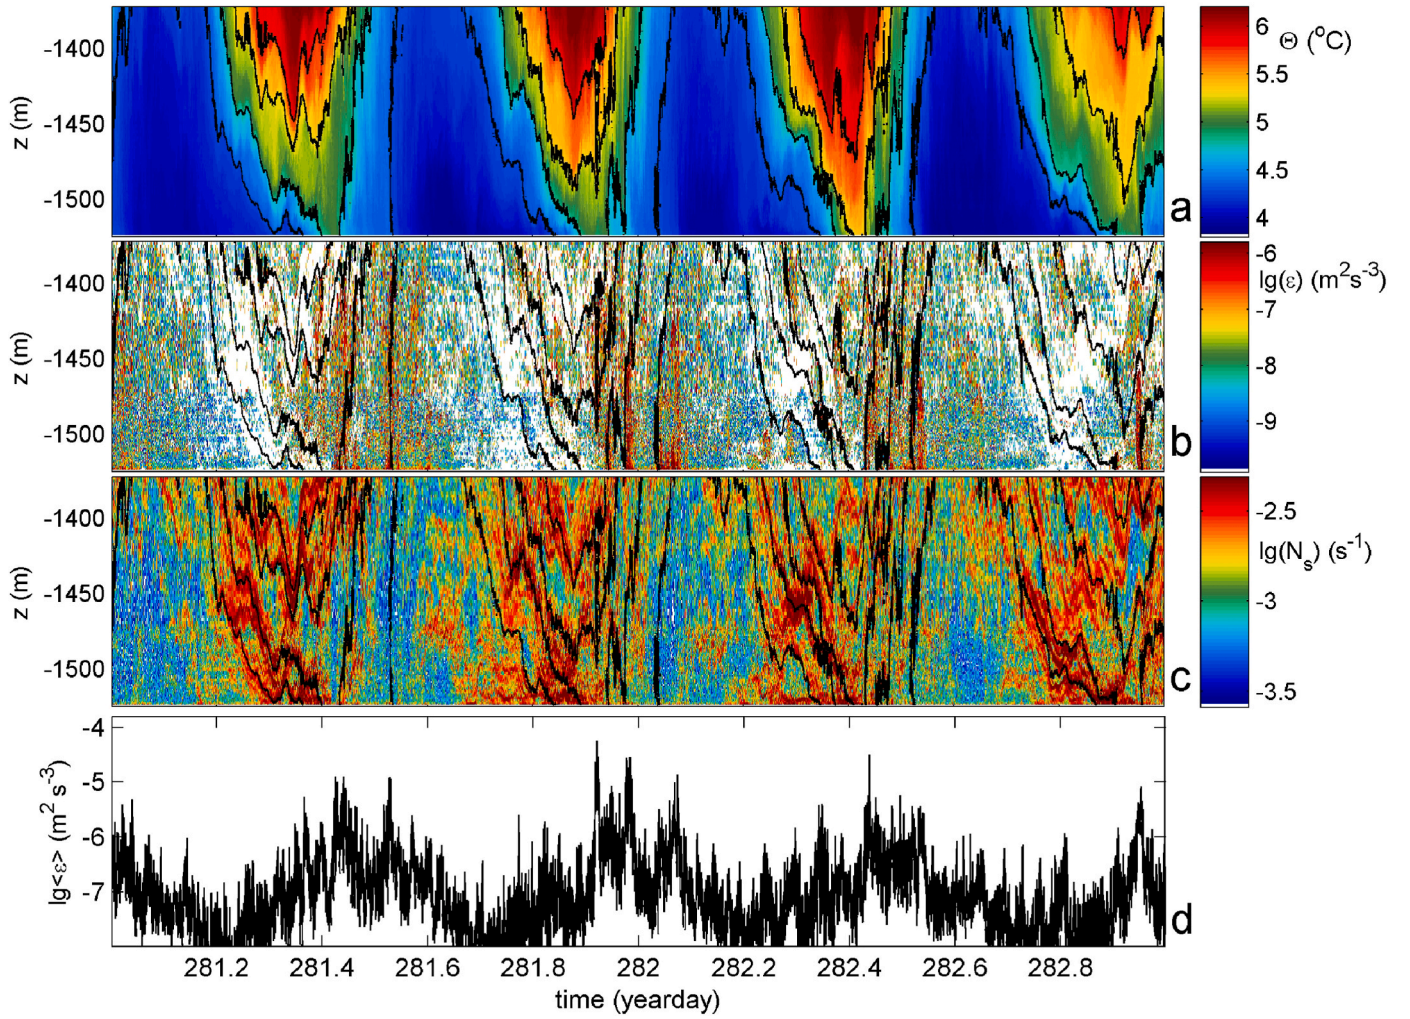 -1400
-1450
-1500
z (m)
a
6
5.5
5
4.5
4
Θ (°C)
-1400
-1450
-1500
z (m)
b
-6
-7
-8
-9
lg(ε) (m²s⁻³)
-1400
-1450
-1500
z (m)
c
-2.5
-3
-3.5
lg(Nₛ) (s⁻¹)
-4
-5
-6
-7
lg<ε> (m² s⁻³)
d
281.2 281.4 281.6 281.8 282 282.2 282.4 282.6 282.8
time (yearday)